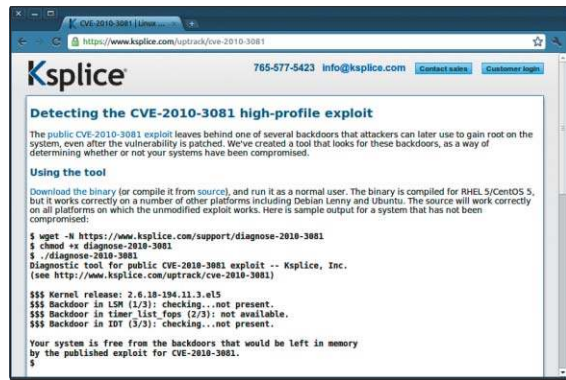 CVE-2010-3081 | Linux ...
https://www.ksplice.com/uptrack/cve-2010-3081
Ksplice
765-577-5423 info@ksplice.com Contact sales Customer login
Detecting the CVE-2010-3081 high-profile exploit
The public CVE-2010-3081 exploit leaves behind one of several backdoors that attackers can later use to gain root on the
system, even after the vulnerability is patched. We've created a tool that looks for these backdoors, as a way of
determining whether or not your systems have been compromised.
Using the tool
Download the binary (or compile it from source), and run it as a normal user. The binary is compiled for RHEL 5/CentOS 5,
but it works correctly on a number of other platforms including Debian Lenny and Ubuntu. The source will work correctly
on all platforms on which the unmodified exploit works. Here is sample output for a system that has not been
compromised:
$ wget -N https://www.ksplice.com/support/diagnose-2010-3081
$ chmod +x diagnose-2010-3081
$ ./diagnose-2010-3081
Diagnostic tool for public CVE-2010-3081 exploit -- Ksplice, Inc.
(see http://www.ksplice.com/uptrack/cve-2010-3081)
$$$ Kernel release: 2.6.18-194.11.3.el5
$$$ Backdoor in LSM (1/3): checking...not present.
$$$ Backdoor in timer_list_fops (2/3): not available.
$$$ Backdoor in IDT (3/3): checking...not present.
Your system is free from the backdoors that would be left in memory
by the published exploit for CVE-2010-3081.
$